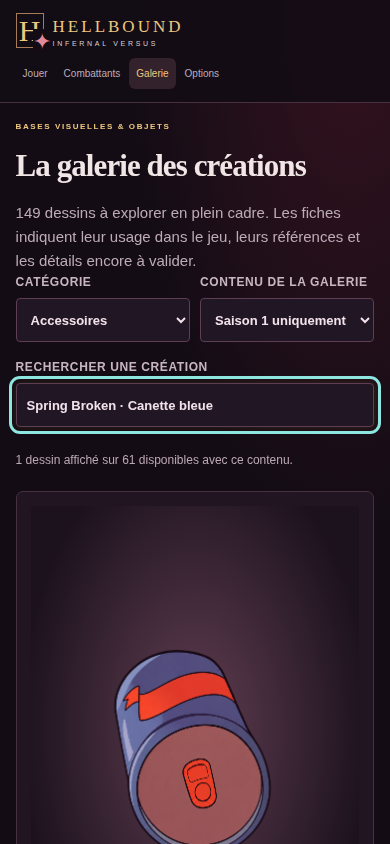 H
HELLBOUND
INFERNAL VERSUS
Jouer Combattants Galerie Options
BASES VISUELLES & OBJETS
La galerie des créations
149 dessins à explorer en plein cadre. Les fiches
indiquent leur usage dans le jeu, leurs références et
les détails encore à valider.
CATÉGORIE CONTENU DE LA GALERIE
Accessoires Saison 1 uniquement
RECHERCHER UNE CRÉATION
Spring Broken · Canette bleue
1 dessin affiché sur 61 disponibles avec ce contenu.